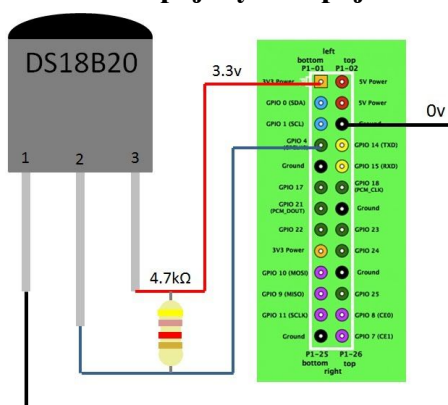 DS18B20
1
2
3
3.3v
4.7kΩ
0v
left
bottom top
P1-01 P1-02
3V3 Power 5V Power
GPIO 0 (SDA) 5V Power
GPIO 1 (SCL) Ground
GPIO 4 GPIO 14 (TXD)
Ground GPIO 15 (RXD)
GPIO 17 GPIO 18
(PCM_CLK)
GPIO 21
(PCM_DOUT) Ground
GPIO 22 GPIO 23
3V3 Power GPIO 24
GPIO 10 (MOSI) Ground
GPIO 9 (MISO) GPIO 25
GPIO 11 (SCLK) GPIO 8 (CE0)
Ground GPIO 7 (CE1)
P1-25 P1-26
bottom top
right